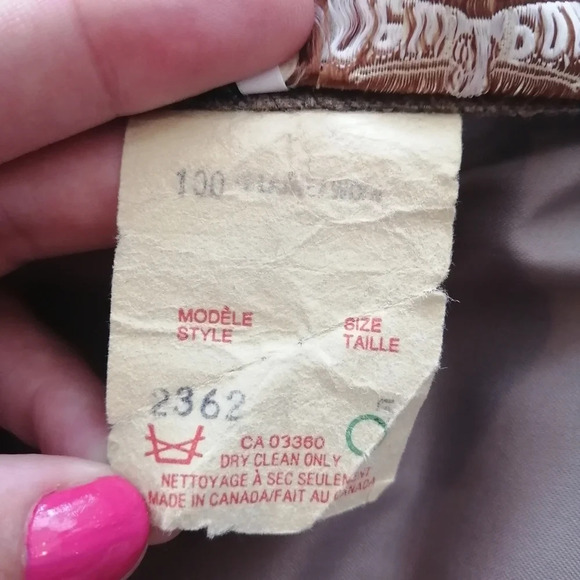 100
MODÈLE
STYLE
SIZE
TAILLE
2362 5
CA 03360
DRY CLEAN ONLY
NETTOYAGE À SEC SEULEMENT
MADE IN CANADA/FAIT AU CANADA